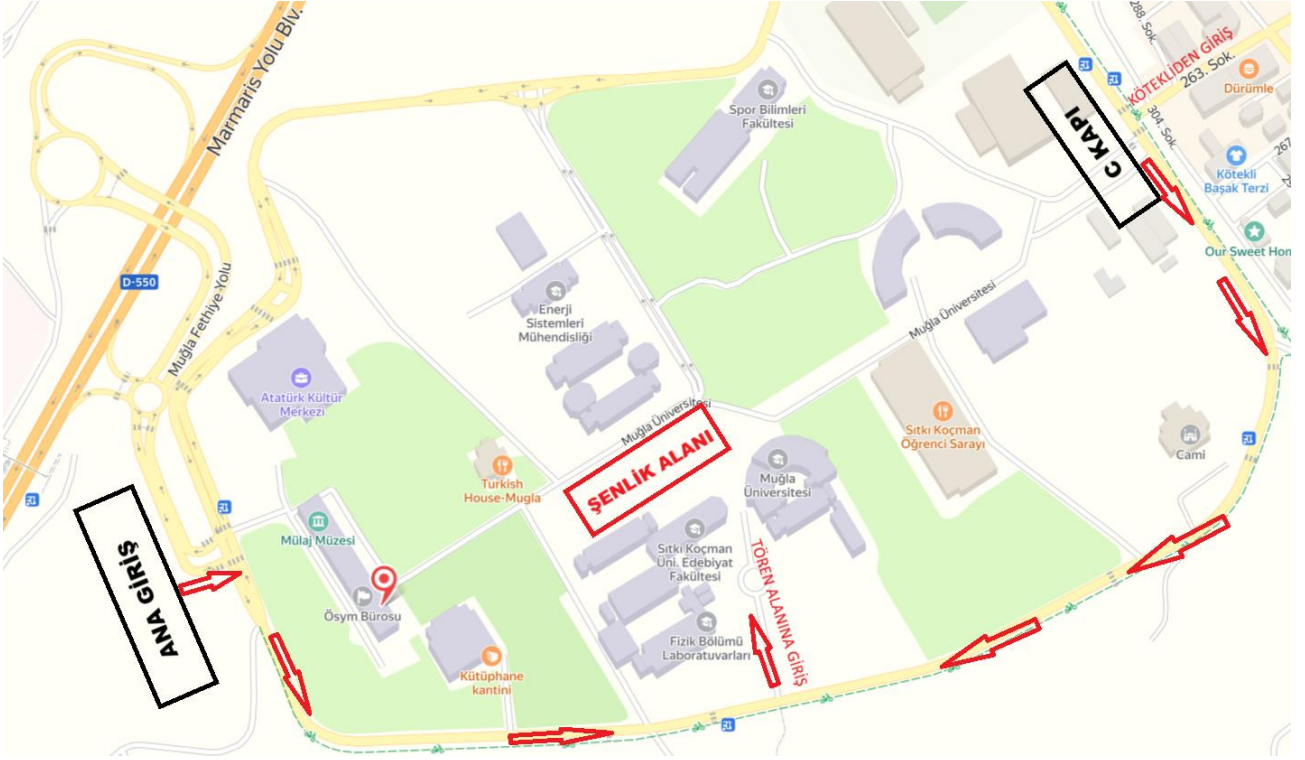 Marmaris Yolu Blv.
D-550
Muğla Fethiye Yolu
ANA GİRİŞ
Atatürk Kültür
Merkezi
Mülaj Müzesi
Ösym Bürosu
Turkish
House-Mugla
Kütüphane
kantini
Enerji
Sistemleri
Mühendisliği
Spor Bilimleri
Fakültesi
Muğla Üniversitesi
ŞENLİK ALANI
Sıtkı Koçman
Üni. Edebiyat
Fakültesi
Fizik Bölümü
Laboratuvarları
Muğla
Üniversitesi
TÖREN ALANINA GİRİŞ
Muğla Üniversitesi
Sıtkı Koçman
Öğrenci Sarayı
Cami
C KAPI
KÖTEKLİDEN GİRİŞ
288. Sok.
263. Sok.
304. Sok.
Dürümle
267
Kötekli
Başak Terzi
Our Sweet Hom